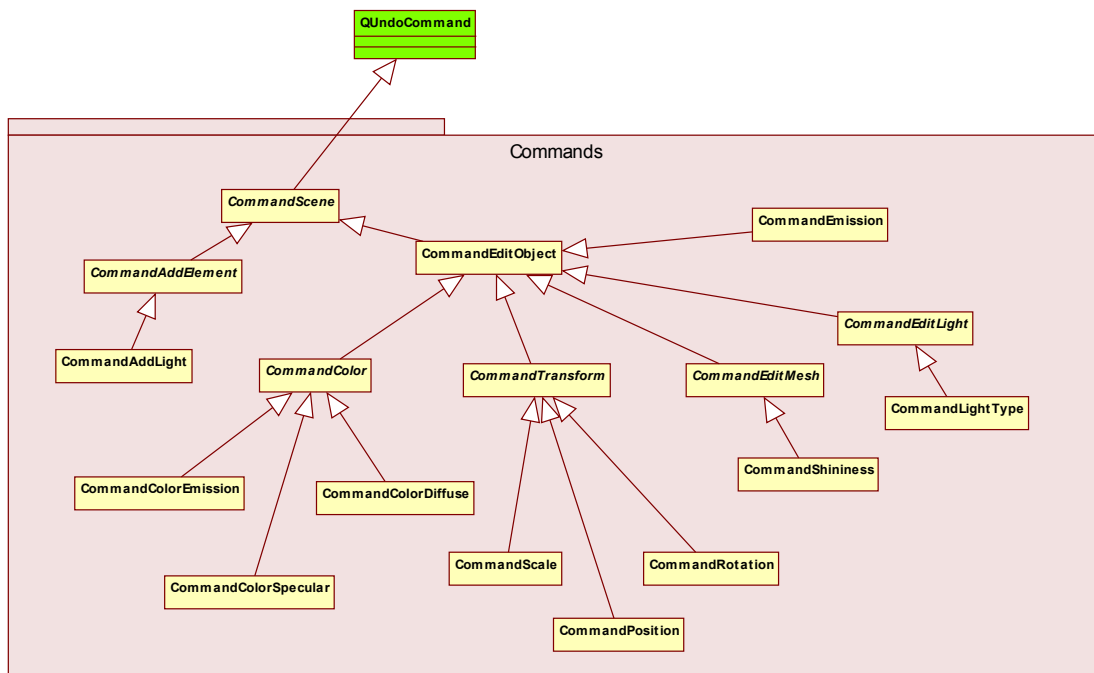 QUndoCommand
Commands
CommandScene
CommandEmission
CommandEditObject
CommandAddElement
CommandEditLight
CommandAddLight
CommandColor
CommandTransform
CommandEditMesh
CommandLightType
CommandShininess
CommandColorEmission
CommandColorDiffuse
CommandScale
CommandRotation
CommandColorSpecular
CommandPosition